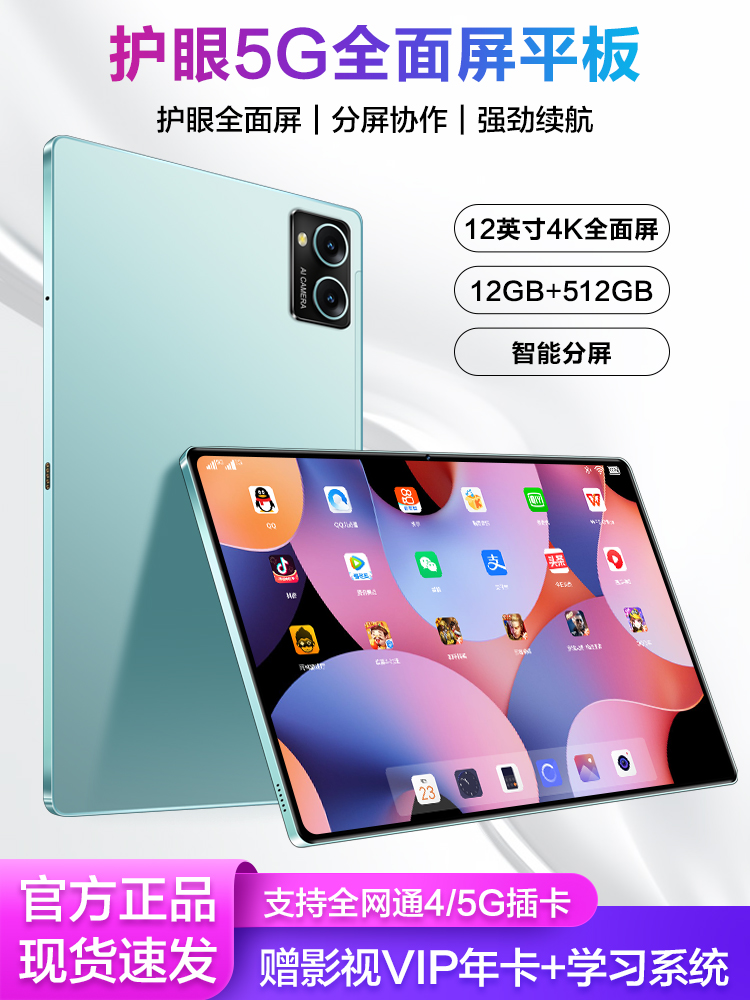 护眼5G全面屏平板
护眼全面屏 | 分屏协作 | 强劲续航
12英寸4K全面屏
12GB+512GB
智能分屏
AI CAMERA
QQ
23
官方正品
现货速发
支持全网通4/5G插卡
赠影视VIP年卡+学习系统